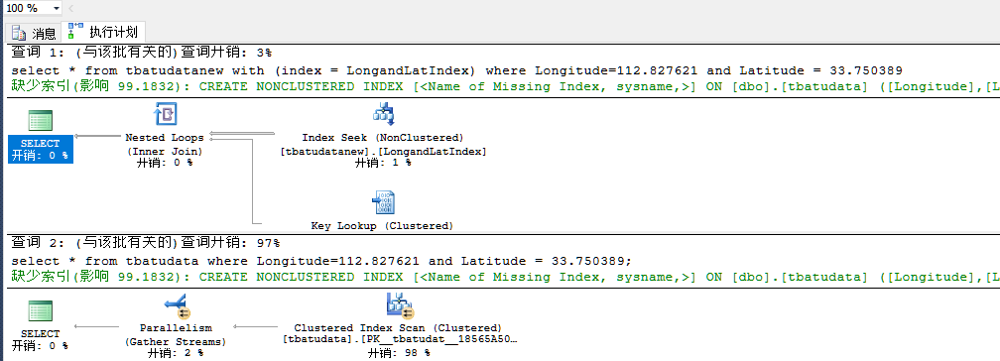 100 %
消息 执行计划
查询 1: (与该批有关的)查询开销: 3%
select * from tbatudatanew with (index = LongandLatIndex) where Longitude=112.827621 and Latitude = 33.750389
缺少索引(影响 99.1832): CREATE NONCLUSTERED INDEX [<Name of Missing Index, sysname,>] ON [dbo].[tbatudata] ([Longitude],[L
SELECT
开销: 0 %
Nested Loops
(Inner Join)
开销: 0 %
Index Seek (NonClustered)
[tbatudatanew].[LongandLatIndex]
开销: 1 %
Key Lookup (Clustered)
查询 2: (与该批有关的)查询开销: 97%
select * from tbatudata where Longitude=112.827621 and Latitude = 33.750389;
缺少索引(影响 99.1832): CREATE NONCLUSTERED INDEX [<Name of Missing Index, sysname,>] ON [dbo].[tbatudata] ([Longitude],[L
SELECT
开销: 0 %
Parallelism
(Gather Streams)
开销: 2 %
Clustered Index Scan (Clustered)
[tbatudata].[PK__tbatudat__18565A50…
开销: 98 %